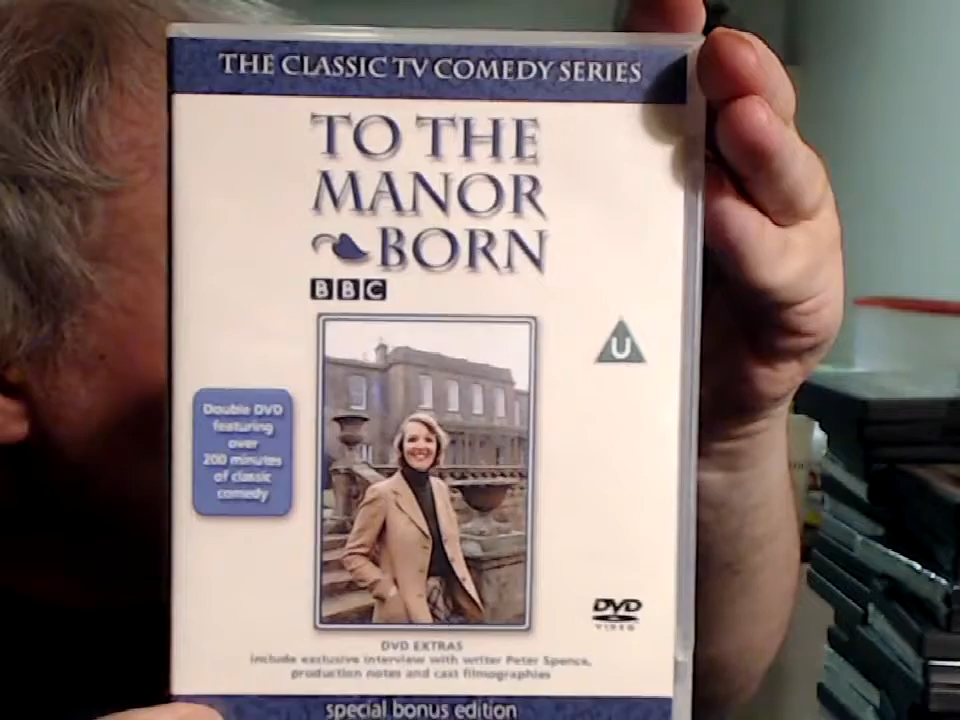 THE CLASSIC TV COMEDY SERIES
TO THE
MANOR
BORN
BBC
U
Double DVD
featuring
over
200 minutes
of classic
comedy
DVD
VIDEO
DVD EXTRAS
include exclusive interview with writer Peter Spence,
production notes and cast filmographies
special bonus edition